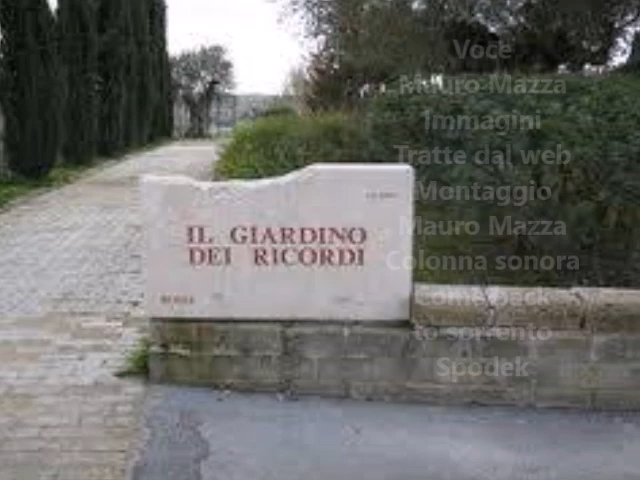 IL GIARDINO
DEI RICORDI
Voce
Mauro Mazza
Immagini
Tratte dal web
Montaggio
Mauro Mazza
Colonna sonora
Come back
to sorrento
Spodek